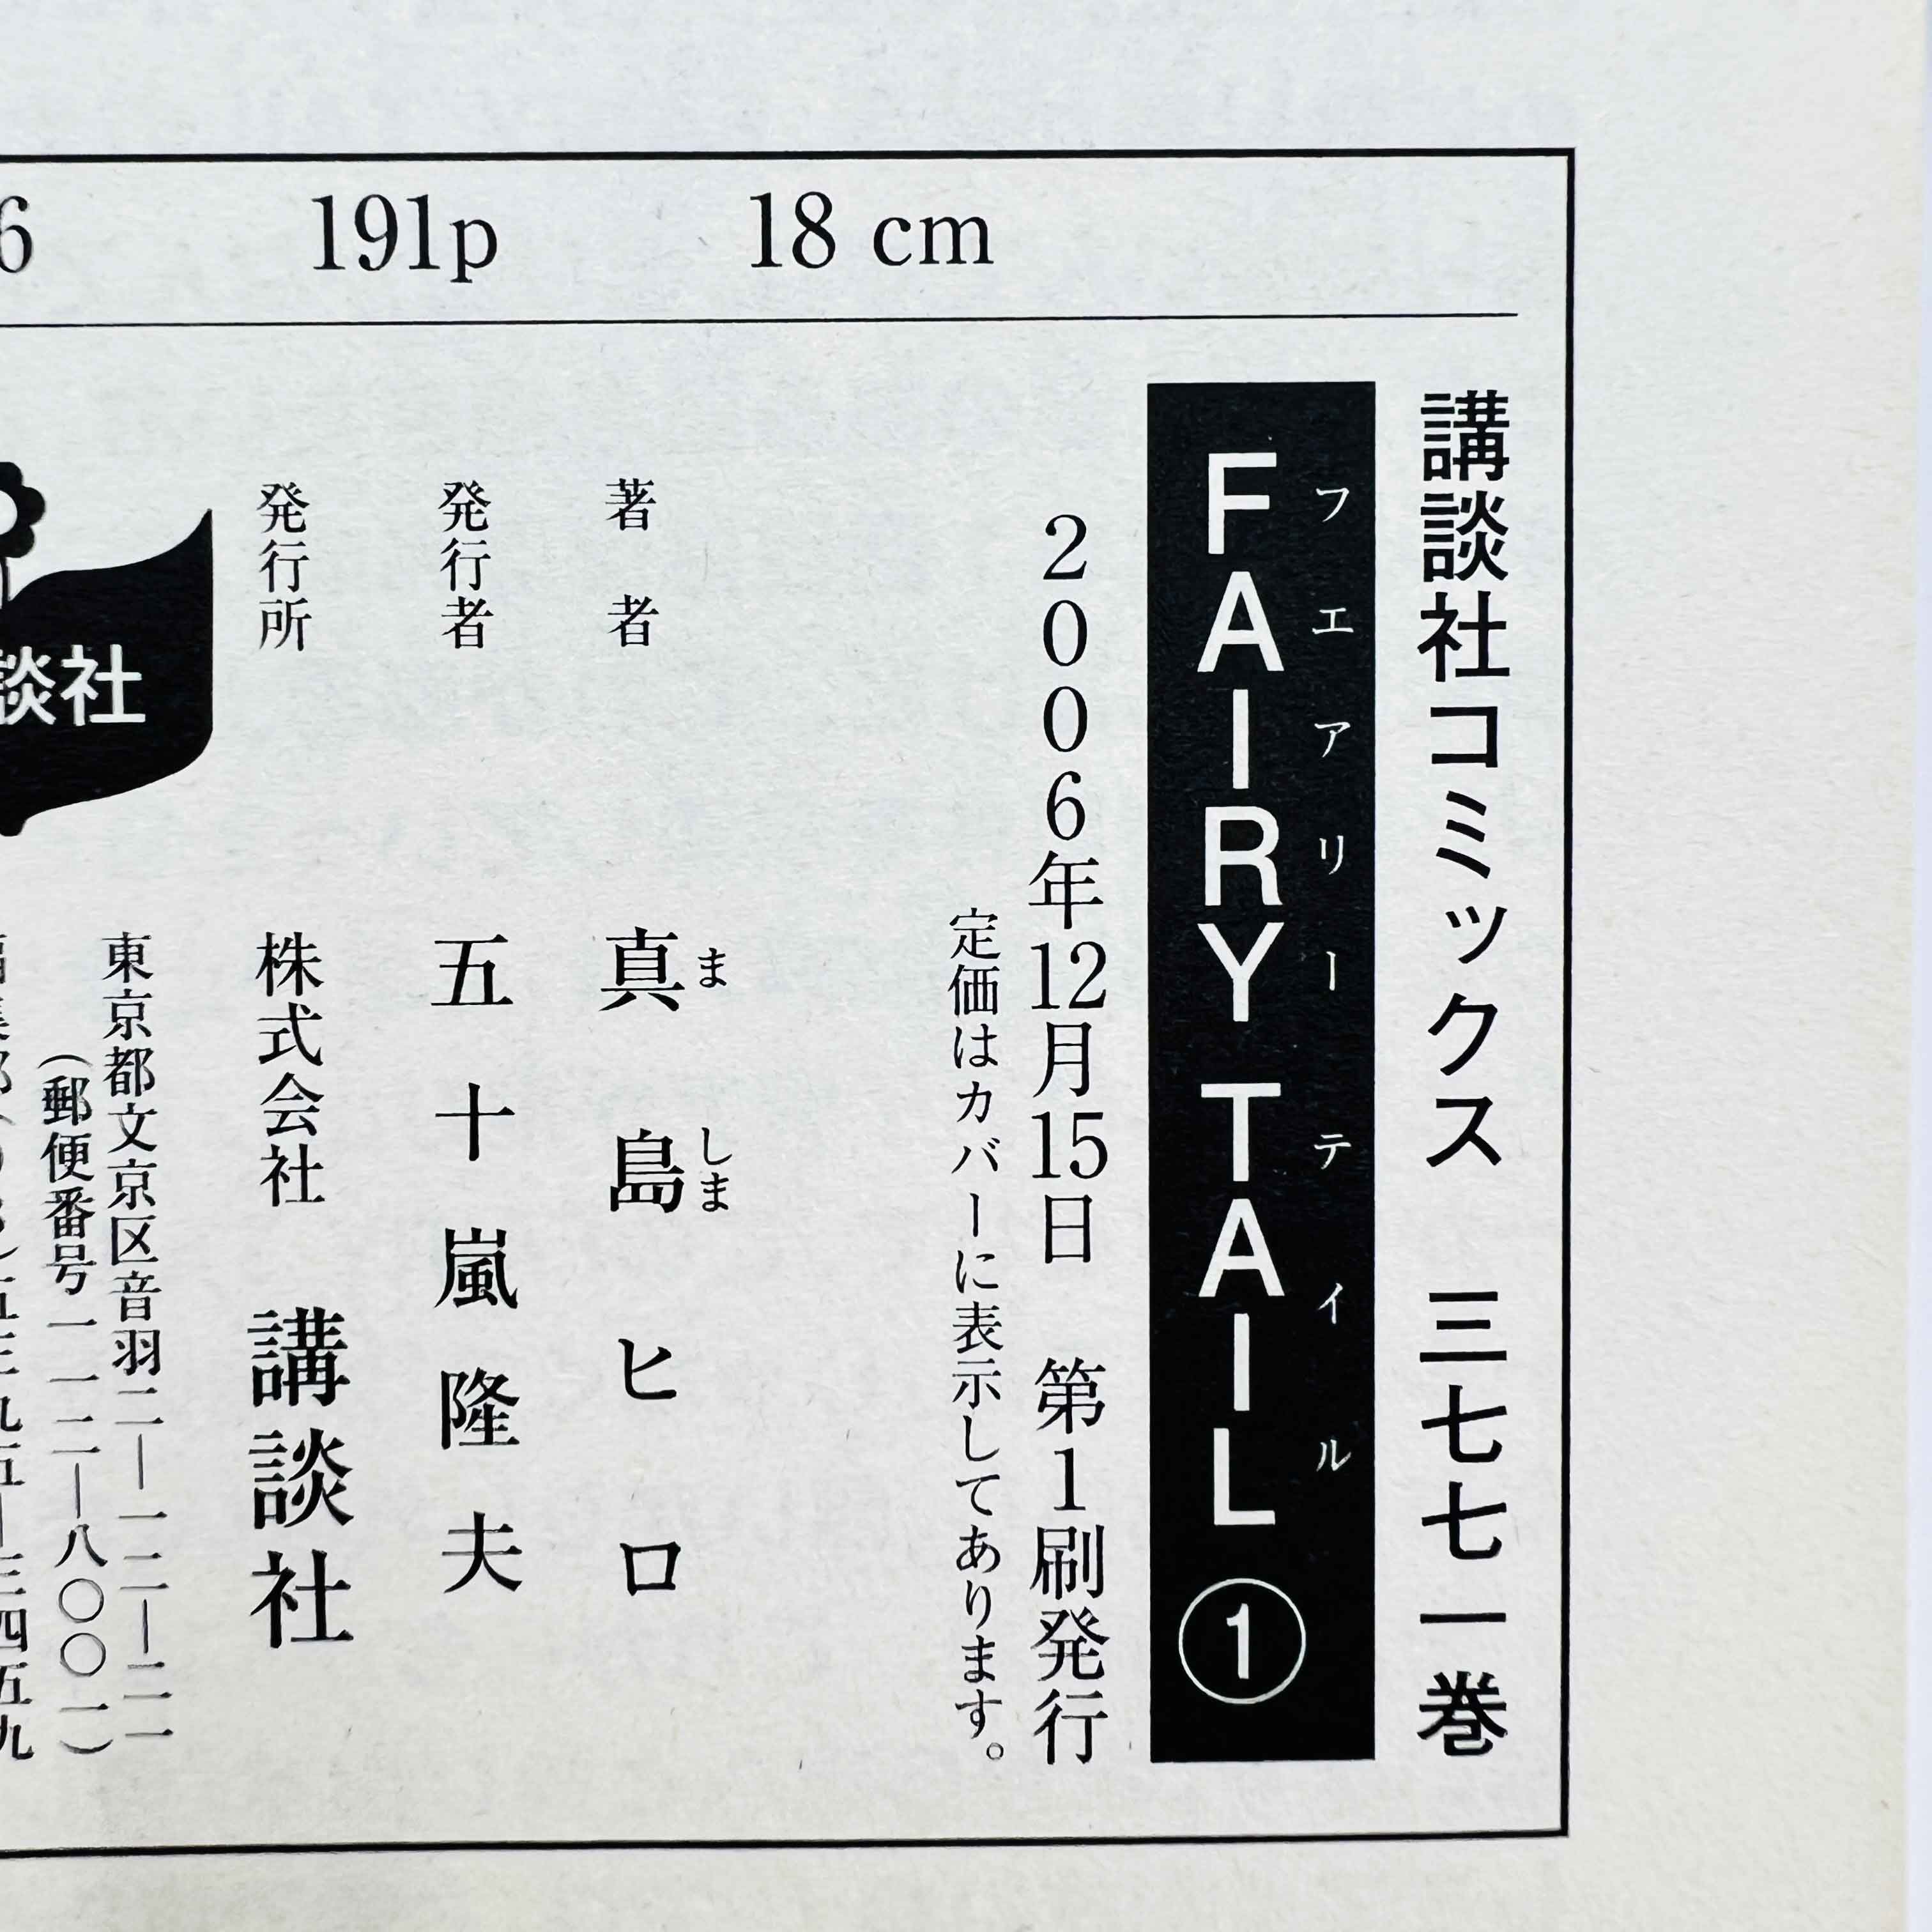 6 191p 18 cm
講談社コミックス 三七七一巻
FAIRY TAIL ①
フエアリーテイル
2006年12月15日 第1刷発行
定価はカバーに表示してあります。
著者 真島ヒロ
ましま
発行者 五十嵐隆夫
発行所 株式会社 講談社
東京都文京区音羽二―一二―二一
(郵便番号一一二―八〇〇一)
談社